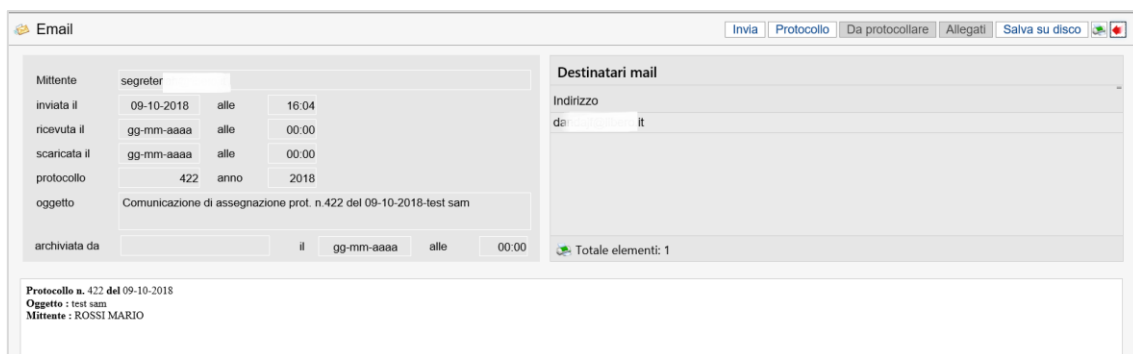 Email
Invia Protocollo Da protocollare Allegati Salva su disco
Mittente segreter
inviata il 09-10-2018 alle 16:04
ricevuta il gg-mm-aaaa alle 00:00
scaricata il gg-mm-aaaa alle 00:00
protocollo 422 anno 2018
oggetto Comunicazione di assegnazione prot. n.422 del 09-10-2018-test sam
archiviata da il gg-mm-aaaa alle 00:00
Destinatari mail
Indirizzo
da it
Totale elementi: 1
Protocollo n. 422 del 09-10-2018
Oggetto : test sam
Mittente : ROSSI MARIO